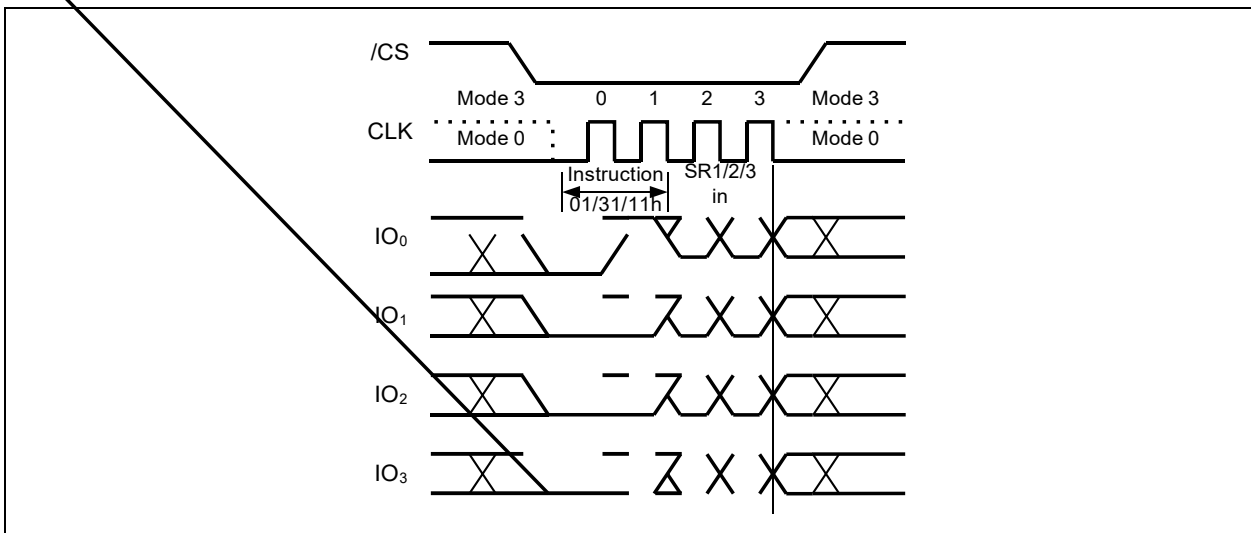 /CS
Mode 3 0 1 2 3 Mode 3
CLK
Mode 0 Mode 0
Instruction SR1/2/3
01/31/11h in
IO₀
IO₁
IO₂
IO₃